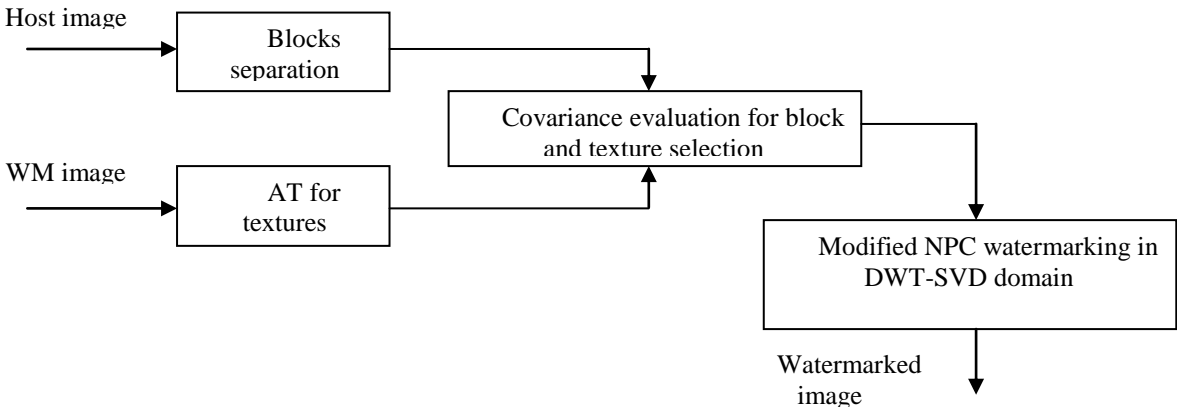 Host image
Blocks
separation
Covariance evaluation for block
and texture selection
WM image
AT for
textures
Modified NPC watermarking in
DWT-SVD domain
Watermarked
image